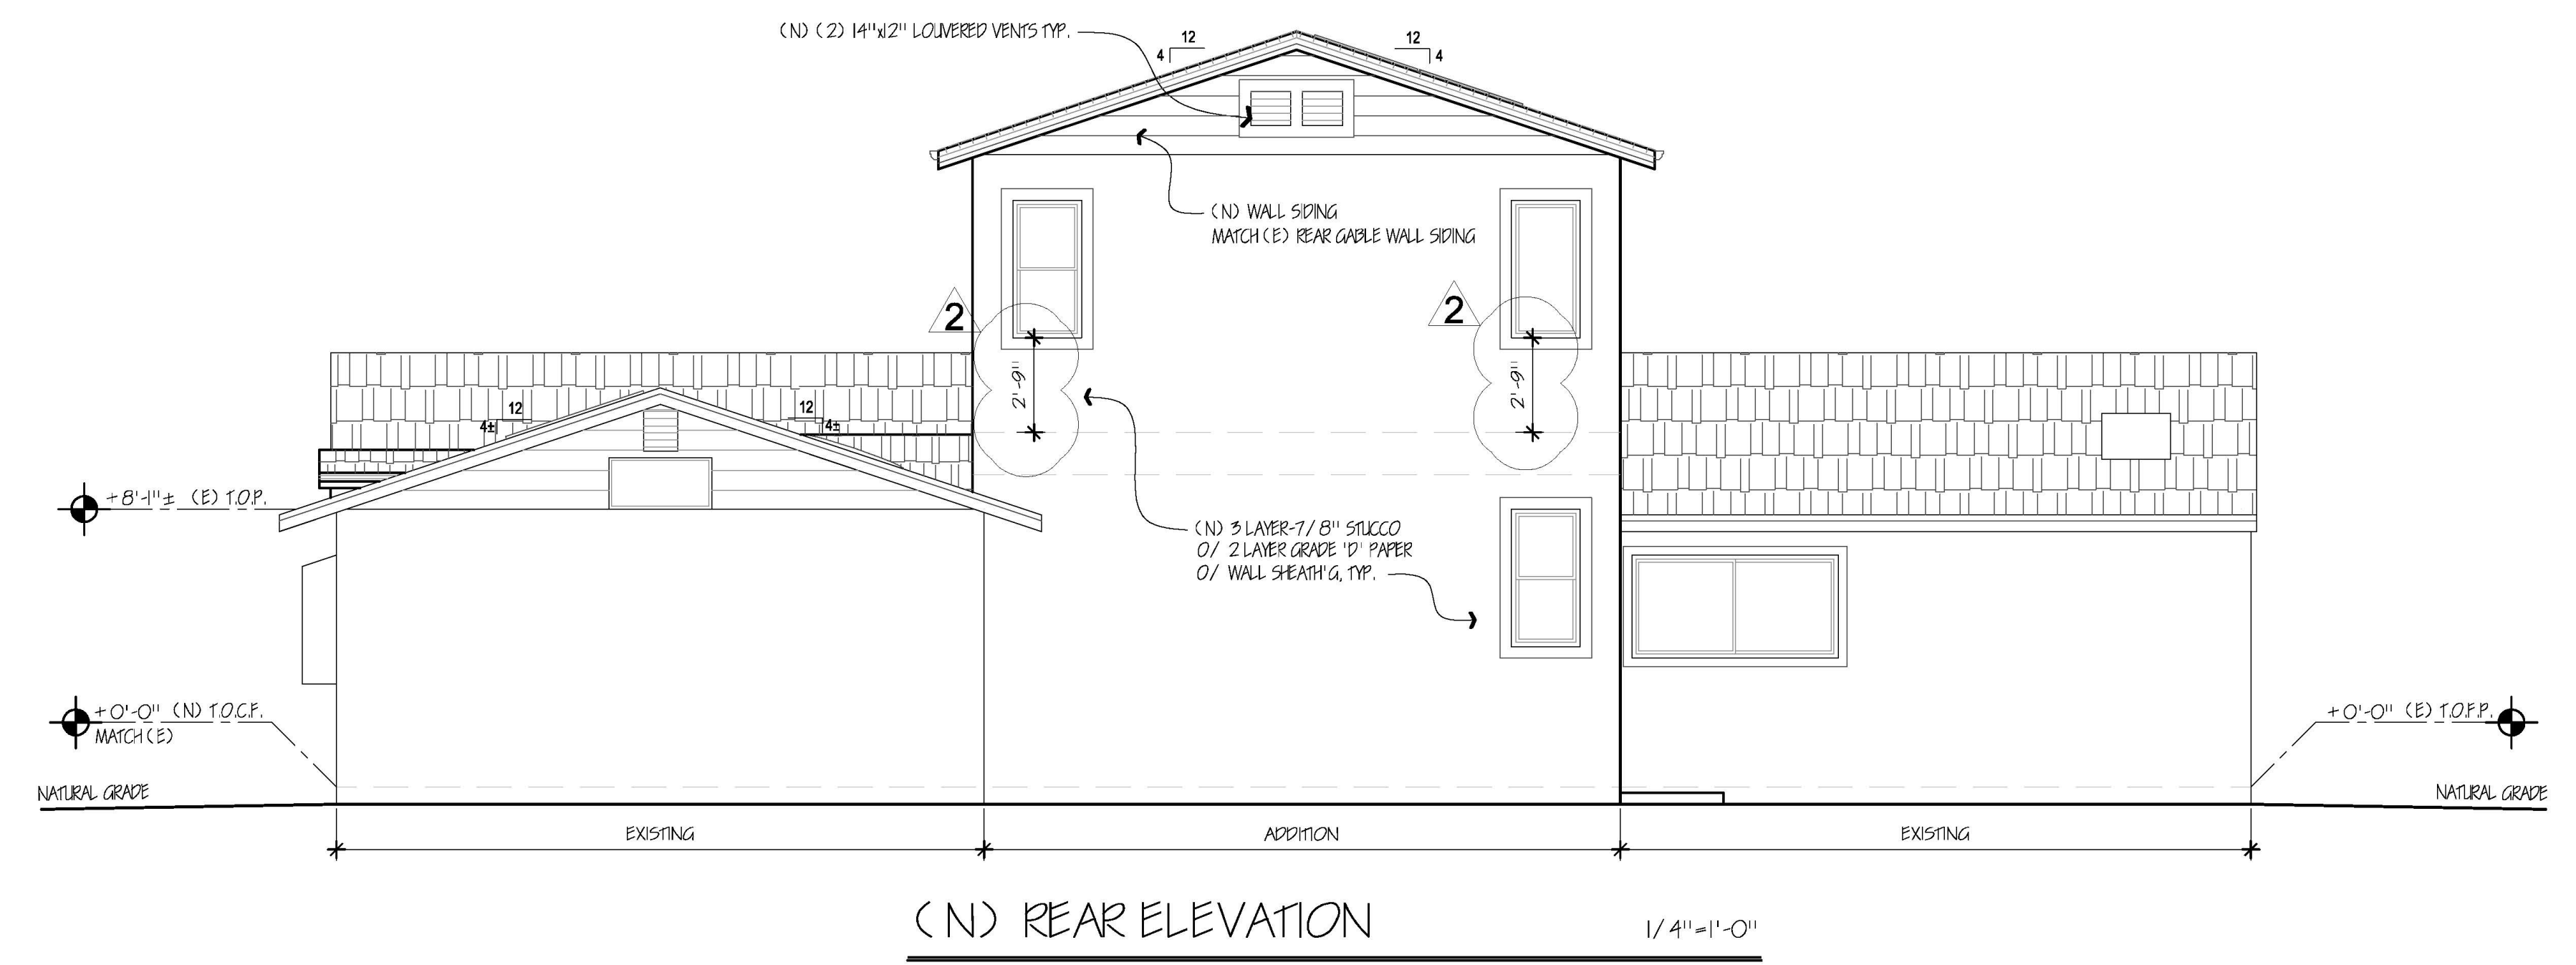 (N) (2) 14"x12" LOUVERED VENTS TYP.
12
4
12
4
(N) WALL SIDING
MATCH (E) REAR GABLE WALL SIDING
2
2
2'-9"
2'-9"
12
4±
12
4±
+8'-1"± (E) T.O.P.
(N) 3 LAYER-7/8" STUCCO
O/ 2 LAYER GRADE 'D' PAPER
O/ WALL SHEATH'G, TYP.
+0'-0" (N) T.O.C.F.
MATCH (E)
+0'-0" (E) T.O.F.P.
NATURAL GRADE
NATURAL GRADE
EXISTING
ADDITION
EXISTING
(N) REAR ELEVATION
1/4"=1'-0"